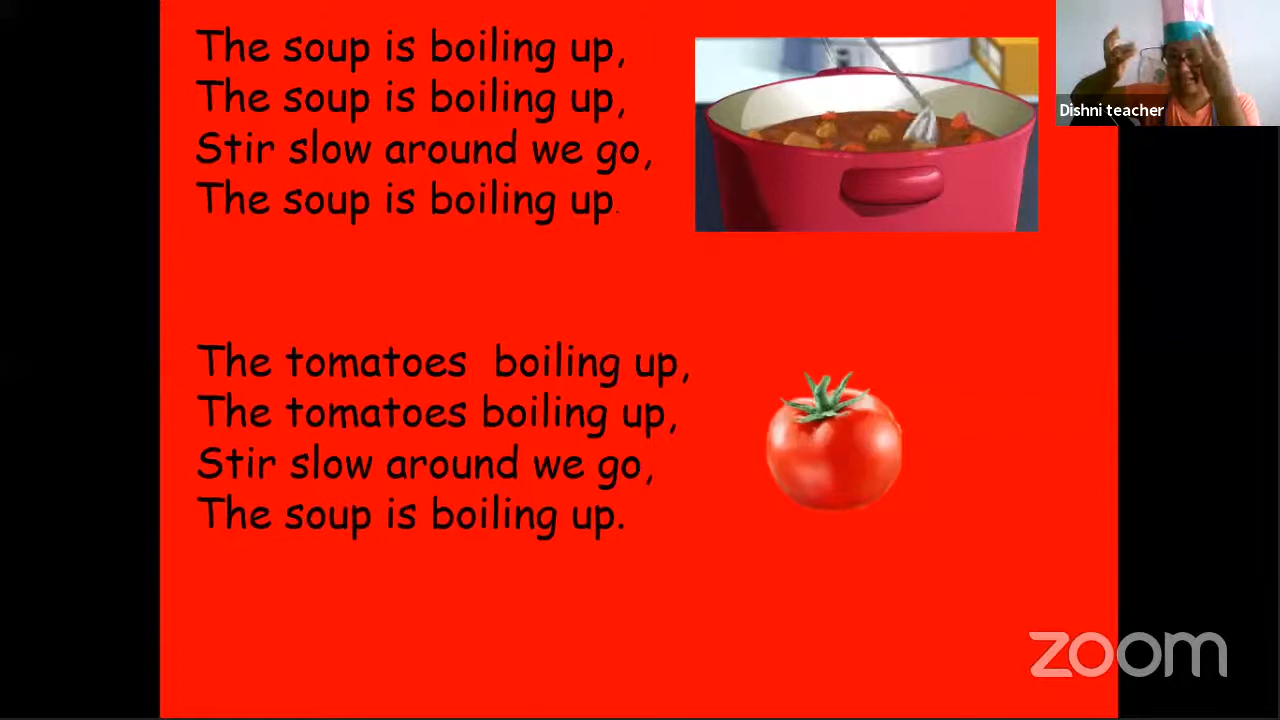 The soup is boiling up,
The soup is boiling up,
Stir slow around we go,
The soup is boiling up.
Dishni teacher
The tomatoes  boiling up,
The tomatoes boiling up,
Stir slow around we go,
The soup is boiling up.
zoom